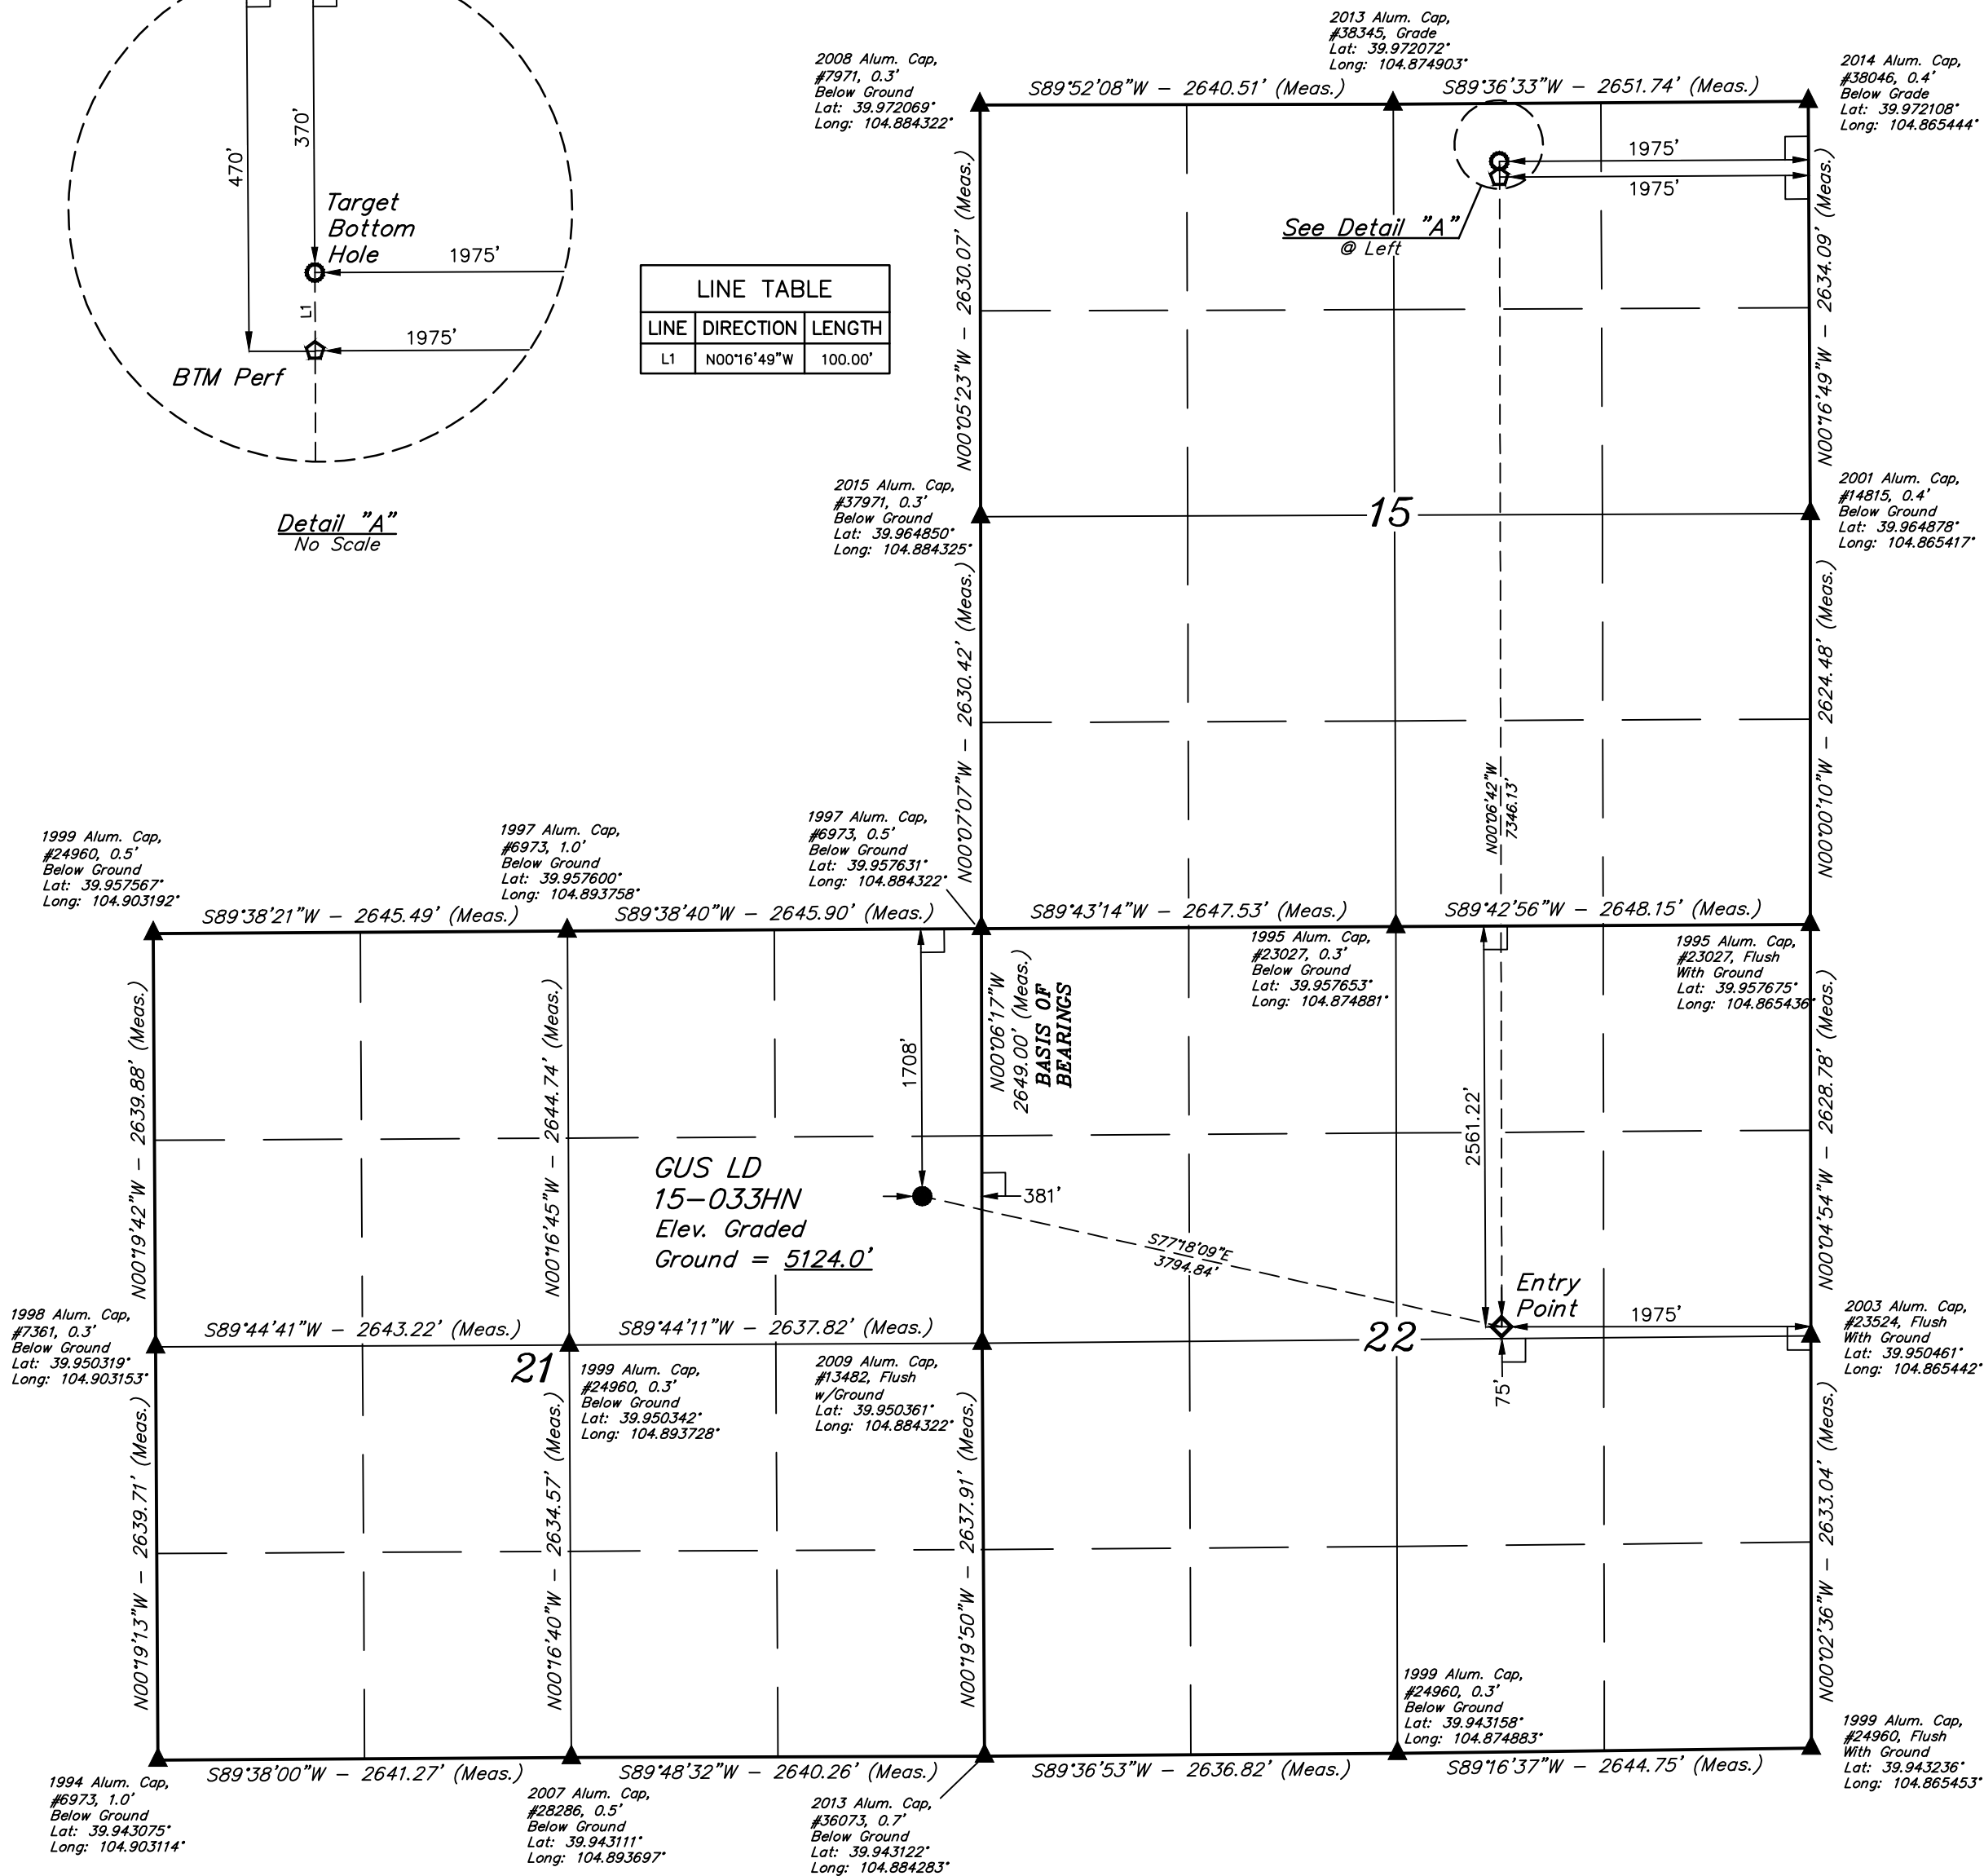 470'
370'
Target
Bottom
Hole
1975'
L1
1975'
BTM Perf
Detail "A"
No Scale
LINE TABLE
LINE DIRECTION LENGTH
L1 N00°16'49"W 100.00'
2008 Alum. Cap,
#7971, 0.3'
Below Ground
Lat: 39.972069°
Long: 104.884322°
2013 Alum. Cap,
#38345, Grade
Lat: 39.972072°
Long: 104.874903°
2014 Alum. Cap,
#38046, 0.4'
Below Grade
Lat: 39.972108°
Long: 104.865444°
S89°52'08"W - 2640.51' (Meas.)
S89°36'33"W - 2651.74' (Meas.)
1975'
1975'
See Detail "A"
@ Left
N00°05'23"W - 2630.07' (Meas.)
N00°16'49"W - 2634.09' (Meas.)
2015 Alum. Cap,
#37971, 0.3'
Below Ground
Lat: 39.964850°
Long: 104.884325°
15
2001 Alum. Cap,
#14815, 0.4'
Below Ground
Lat: 39.964878°
Long: 104.865417°
N00°07'07"W - 2630.42' (Meas.)
N00°06'42"W
7346.13'
N00°00'10"W - 2624.48' (Meas.)
1999 Alum. Cap,
#24960, 0.5'
Below Ground
Lat: 39.957567°
Long: 104.903192°
1997 Alum. Cap,
#6973, 1.0'
Below Ground
Lat: 39.957600°
Long: 104.893758°
1997 Alum. Cap,
#6973, 0.5'
Below Ground
Lat: 39.957631°
Long: 104.884322°
S89°38'21"W - 2645.49' (Meas.)
S89°38'40"W - 2645.90' (Meas.)
S89°43'14"W - 2647.53' (Meas.)
S89°42'56"W - 2648.15' (Meas.)
1995 Alum. Cap,
#23027, 0.3'
Below Ground
Lat: 39.957653°
Long: 104.874881°
1995 Alum. Cap,
#23027, Flush
With Ground
Lat: 39.957675°
Long: 104.865436°
N00°19'42"W - 2639.88' (Meas.)
N00°16'45"W - 2644.74' (Meas.)
1708'
N00°06'17"W
2649.00' (Meas.)
BASIS OF
BEARINGS
2561.22'
N00°04'54"W - 2628.78' (Meas.)
GUS LD
15-033HN
Elev. Graded
Ground = 5124.0'
381'
S77°18'09"E
3794.84'
Entry
Point
1975'
75'
1998 Alum. Cap,
#7361, 0.3'
Below Ground
Lat: 39.950319°
Long: 104.903153°
S89°44'41"W - 2643.22' (Meas.)
S89°44'11"W - 2637.82' (Meas.)
21
22
1999 Alum. Cap,
#24960, 0.3'
Below Ground
Lat: 39.950342°
Long: 104.893728°
2009 Alum. Cap,
#13482, Flush
w/Ground
Lat: 39.950361°
Long: 104.884322°
2003 Alum. Cap,
#23524, Flush
With Ground
Lat: 39.950461°
Long: 104.865442°
N00°19'13"W - 2639.71' (Meas.)
N00°16'40"W - 2634.57' (Meas.)
N00°19'50"W - 2637.91' (Meas.)
N00°02'36"W - 2633.04' (Meas.)
1999 Alum. Cap,
#24960, 0.3'
Below Ground
Lat: 39.943158°
Long: 104.874883°
1999 Alum. Cap,
#24960, Flush
With Ground
Lat: 39.943236°
Long: 104.865453°
S89°38'00"W - 2641.27' (Meas.)
S89°48'32"W - 2640.26' (Meas.)
S89°36'53"W - 2636.82' (Meas.)
S89°16'37"W - 2644.75' (Meas.)
1994 Alum. Cap,
#6973, 1.0'
Below Ground
Lat: 39.943075°
Long: 104.903114°
2007 Alum. Cap,
#28286, 0.5'
Below Ground
Lat: 39.943111°
Long: 104.893697°
2013 Alum. Cap,
#36073, 0.7'
Below Ground
Lat: 39.943122°
Long: 104.884283°